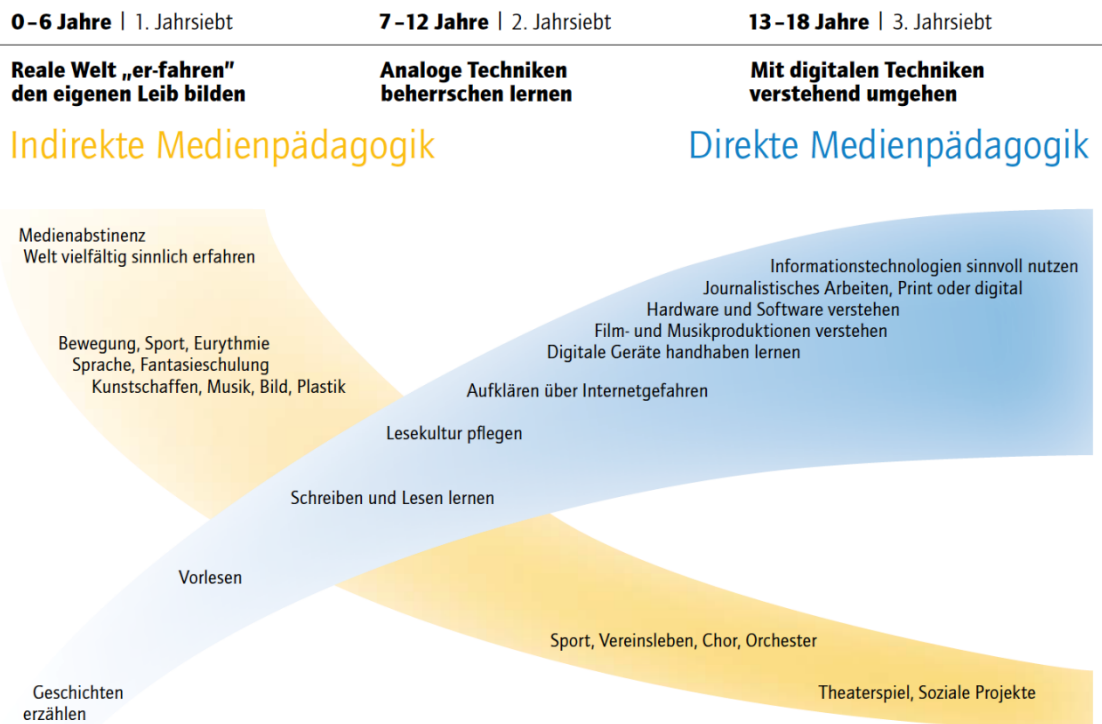 0–6 Jahre | 1. Jahrsiebt
7–12 Jahre | 2. Jahrsiebt
13–18 Jahre | 3. Jahrsiebt
Reale Welt „er-fahren”
den eigenen Leib bilden
Analoge Techniken
beherrschen lernen
Mit digitalen Techniken
verstehend umgehen
Indirekte Medienpädagogik
Direkte Medienpädagogik
Medienabstinenz
Welt vielfältig sinnlich erfahren
Bewegung, Sport, Eurythmie
Sprache, Fantasieschulung
Kunstschaffen, Musik, Bild, Plastik
Informationstechnologien sinnvoll nutzen
Journalistisches Arbeiten, Print oder digital
Hardware und Software verstehen
Film- und Musikproduktionen verstehen
Digitale Geräte handhaben lernen
Aufklären über Internetgefahren
Lesekultur pflegen
Schreiben und Lesen lernen
Vorlesen
Geschichten
erzählen
Sport, Vereinsleben, Chor, Orchester
Theaterspiel, Soziale Projekte